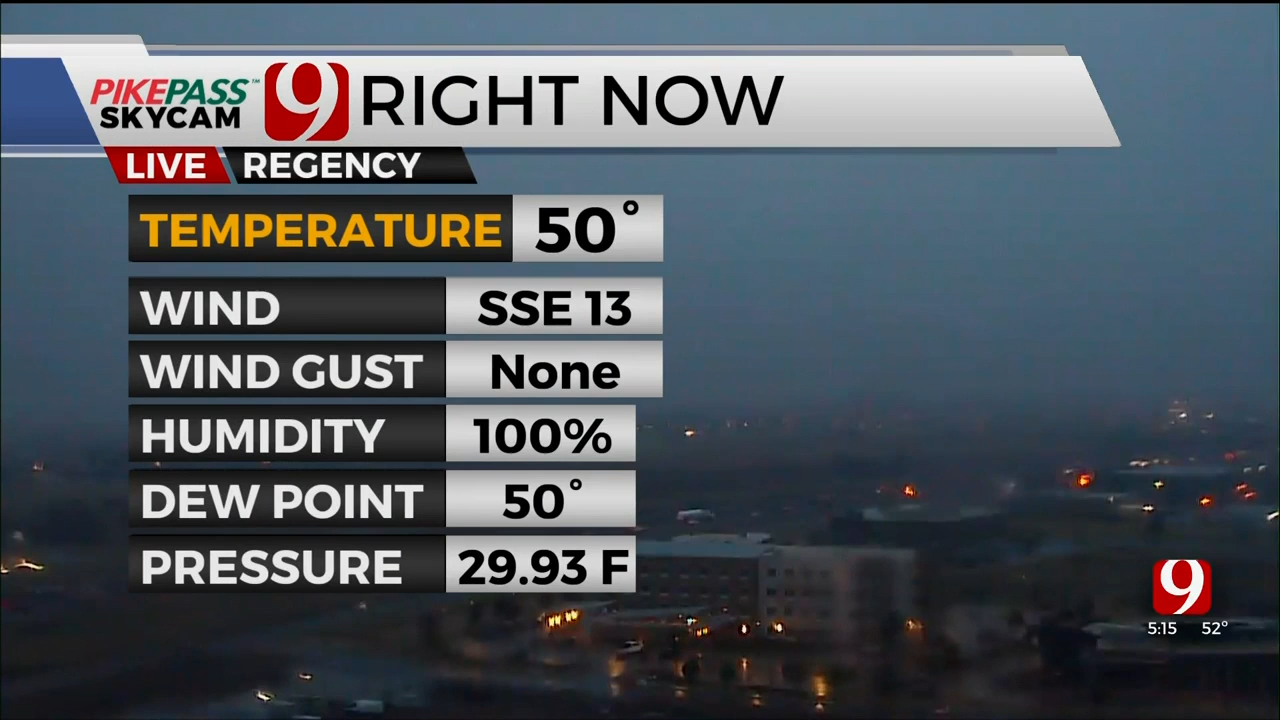 PIKEPASS™
SKYCAM
9 RIGHT NOW
LIVE REGENCY
TEMPERATURE 50°
WIND SSE 13
WIND GUST None
HUMIDITY 100%
DEW POINT 50°
PRESSURE 29.93 F
9
5:15 52°